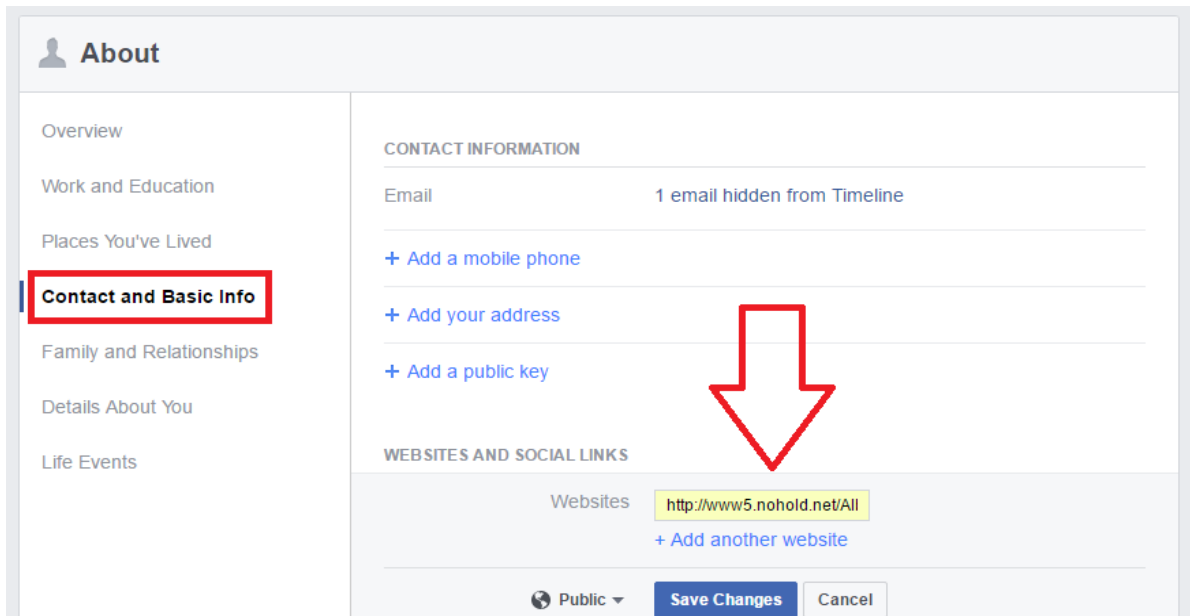 About
Overview
Work and Education
Places You've Lived
Contact and Basic Info
Family and Relationships
Details About You
Life Events
CONTACT INFORMATION
Email 1 email hidden from Timeline
+ Add a mobile phone
+ Add your address
+ Add a public key
WEBSITES AND SOCIAL LINKS
Websites http://www5.nohold.net/All
+ Add another website
Public Save Changes Cancel